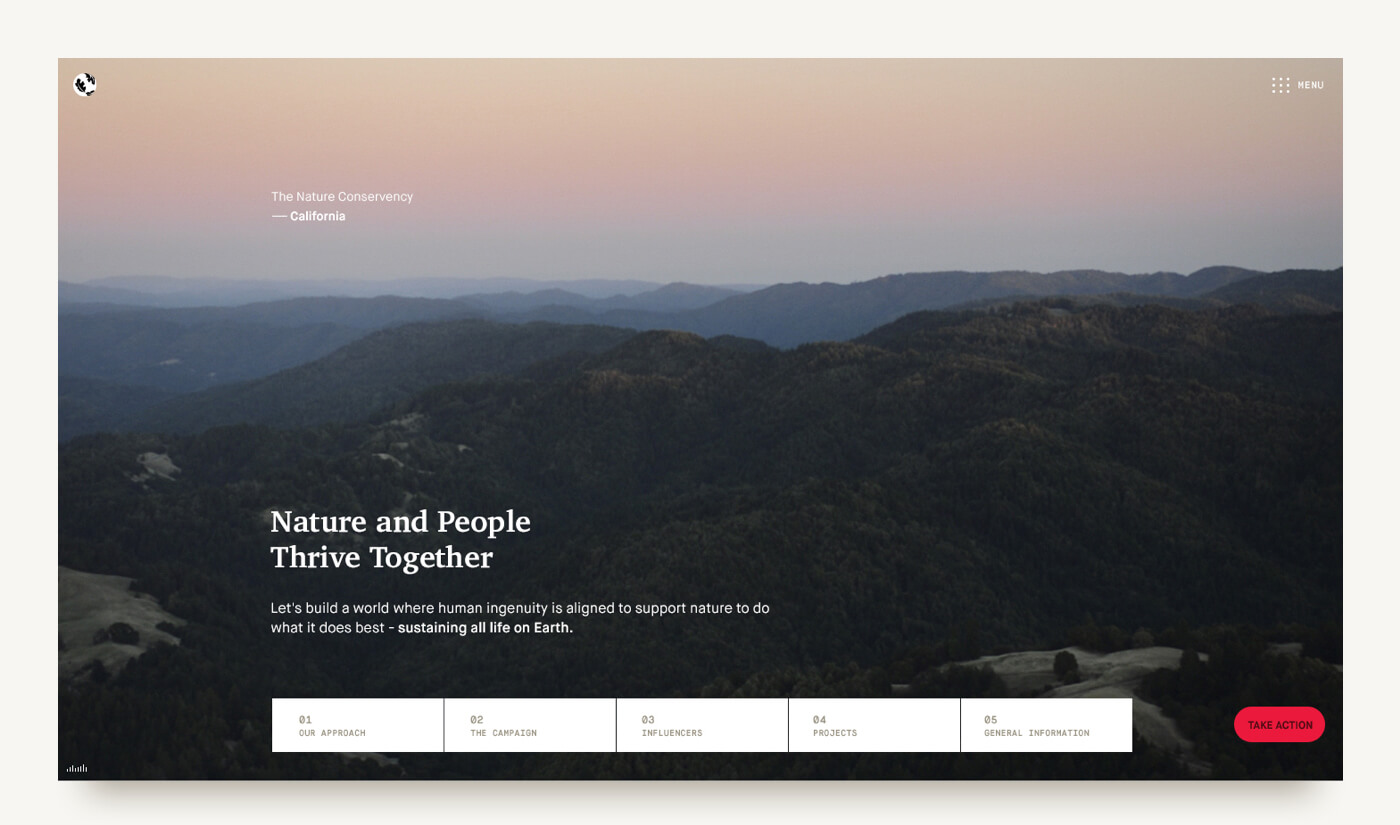 MENU
The Nature Conservency
— California
Nature and People
Thrive Together
Let's build a world where human ingenuity is aligned to support nature to do
what it does best - sustaining all life on Earth.
01
OUR APPROACH
02
THE CAMPAIGN
03
INFLUENCERS
04
PROJECTS
05
GENERAL INFORMATION
TAKE ACTION